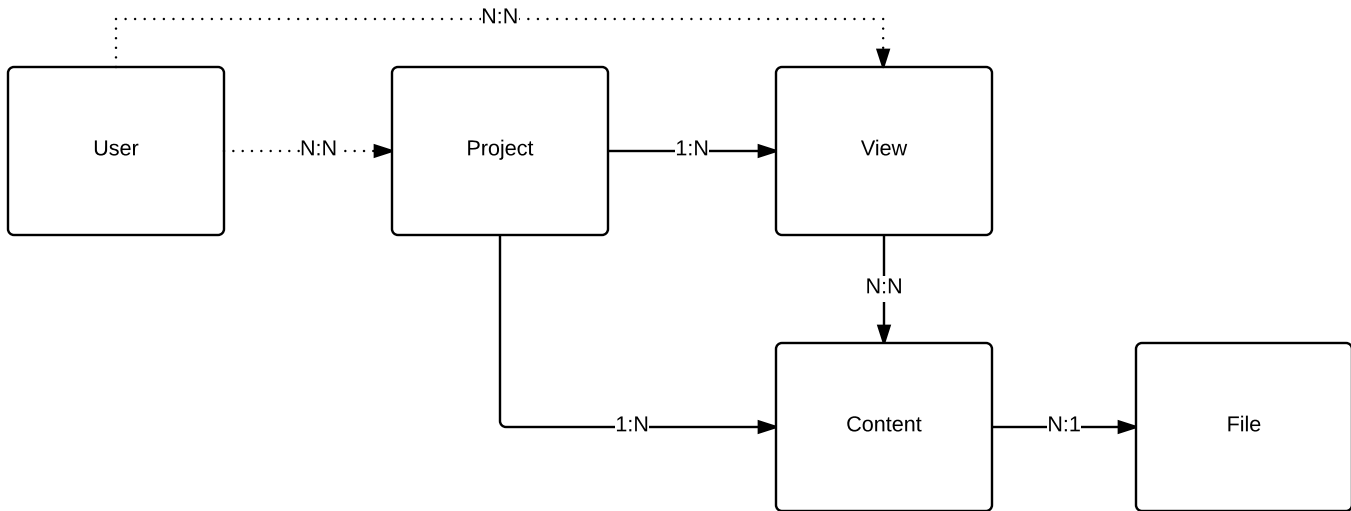 N:N
User
N:N
Project
1:N
View
N:N
1:N
Content
N:1
File